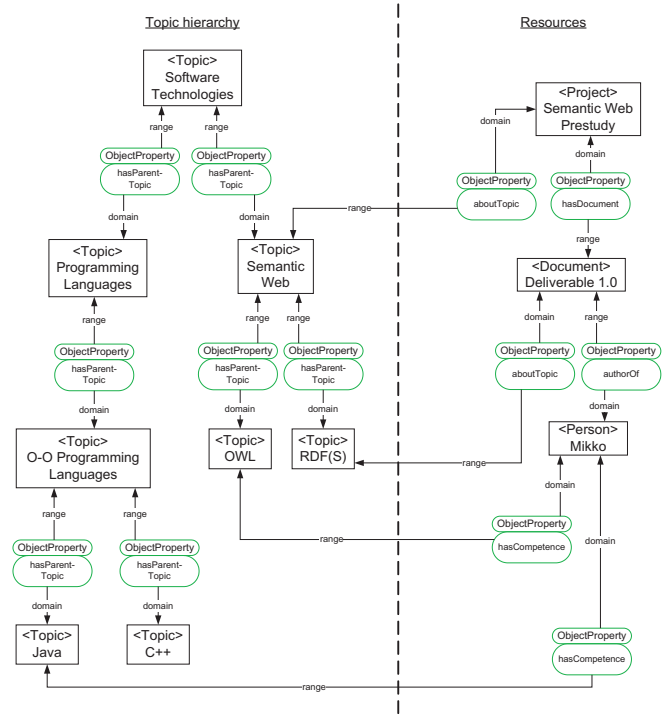 Topic hierarchy
Resources
<Topic>
Software
Technologies
<Project>
Semantic Web
Prestudy
range
range
domain
domain
ObjectProperty
hasParent-
Topic
ObjectProperty
hasParent-
Topic
ObjectProperty
aboutTopic
ObjectProperty
hasDocument
domain
domain
range
range
<Topic>
Programming
Languages
<Topic>
Semantic
Web
<Document>
Deliverable 1.0
range
range
range
domain
range
ObjectProperty
hasParent-
Topic
ObjectProperty
hasParent-
Topic
ObjectProperty
hasParent-
Topic
ObjectProperty
aboutTopic
ObjectProperty
authorOf
domain
domain
domain
domain
<Topic>
O-O Programming
Languages
<Topic>
OWL
<Topic>
RDF(S)
<Person>
Mikko
range
domain
range
range
ObjectProperty
hasCompetence
range
domain
ObjectProperty
hasParent-
Topic
ObjectProperty
hasParent-
Topic
domain
domain
<Topic>
Java
<Topic>
C++
ObjectProperty
hasCompetence
range